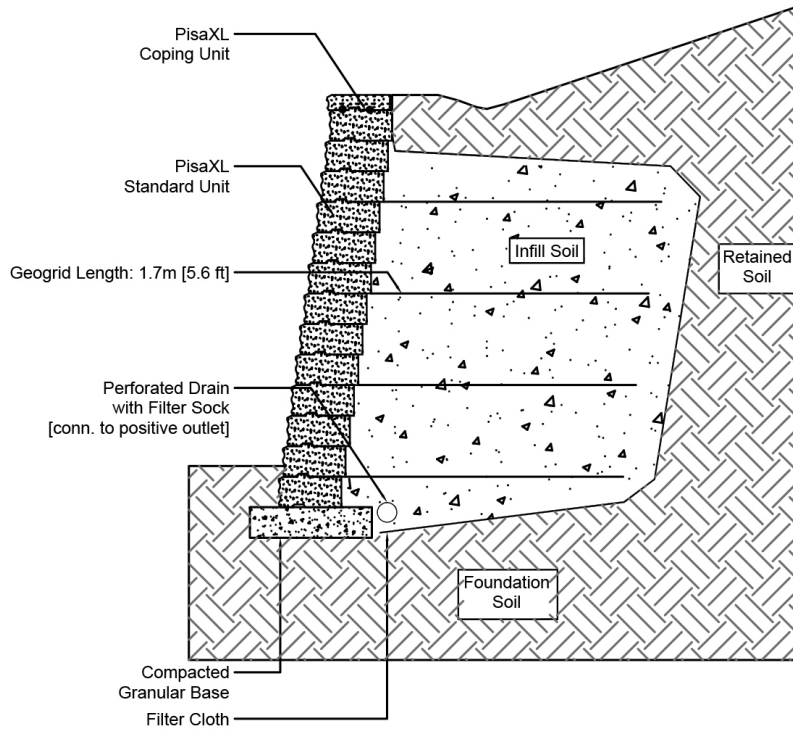 PisaXL
Coping Unit
PisaXL
Standard Unit
Infill Soil
Retained
Soil
Geogrid Length: 1.7m [5.6 ft]
Perforated Drain
with Filter Sock
[conn. to positive outlet]
Foundation
Soil
Compacted
Granular Base
Filter Cloth